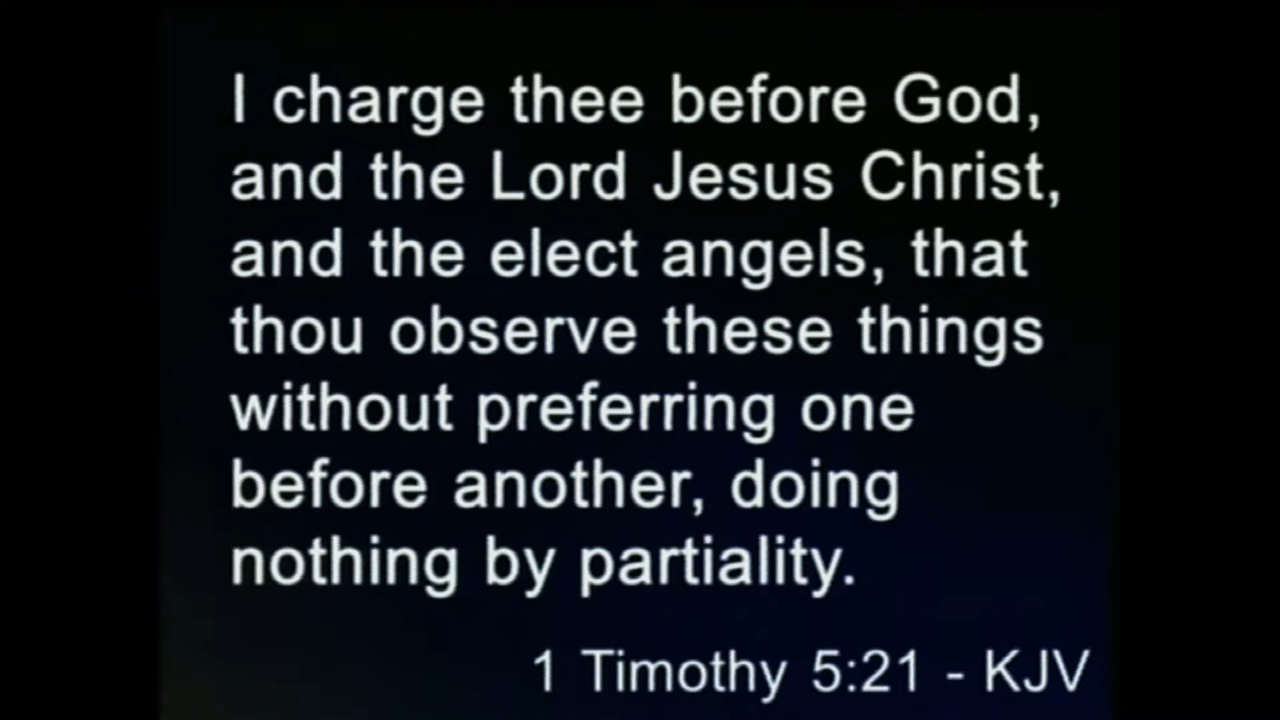 I charge thee before God,
and the Lord Jesus Christ,
and the elect angels, that
thou observe these things
without preferring one
before another, doing
nothing by partiality.
1 Timothy 5:21 - KJV